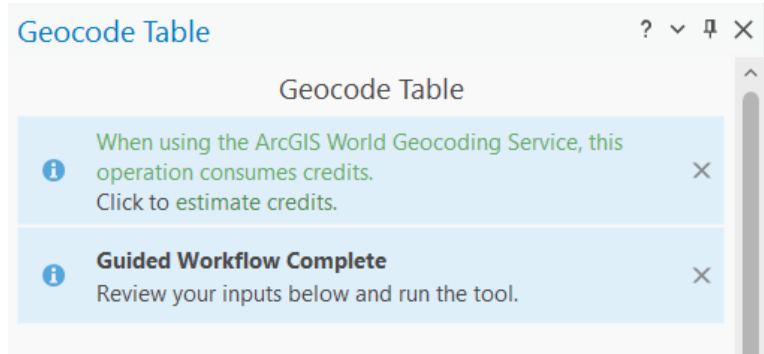 Geocode Table
?
Geocode Table
When using the ArcGIS World Geocoding Service, this
operation consumes credits.
Click to estimate credits.
Guided Workflow Complete
Review your inputs below and run the tool.